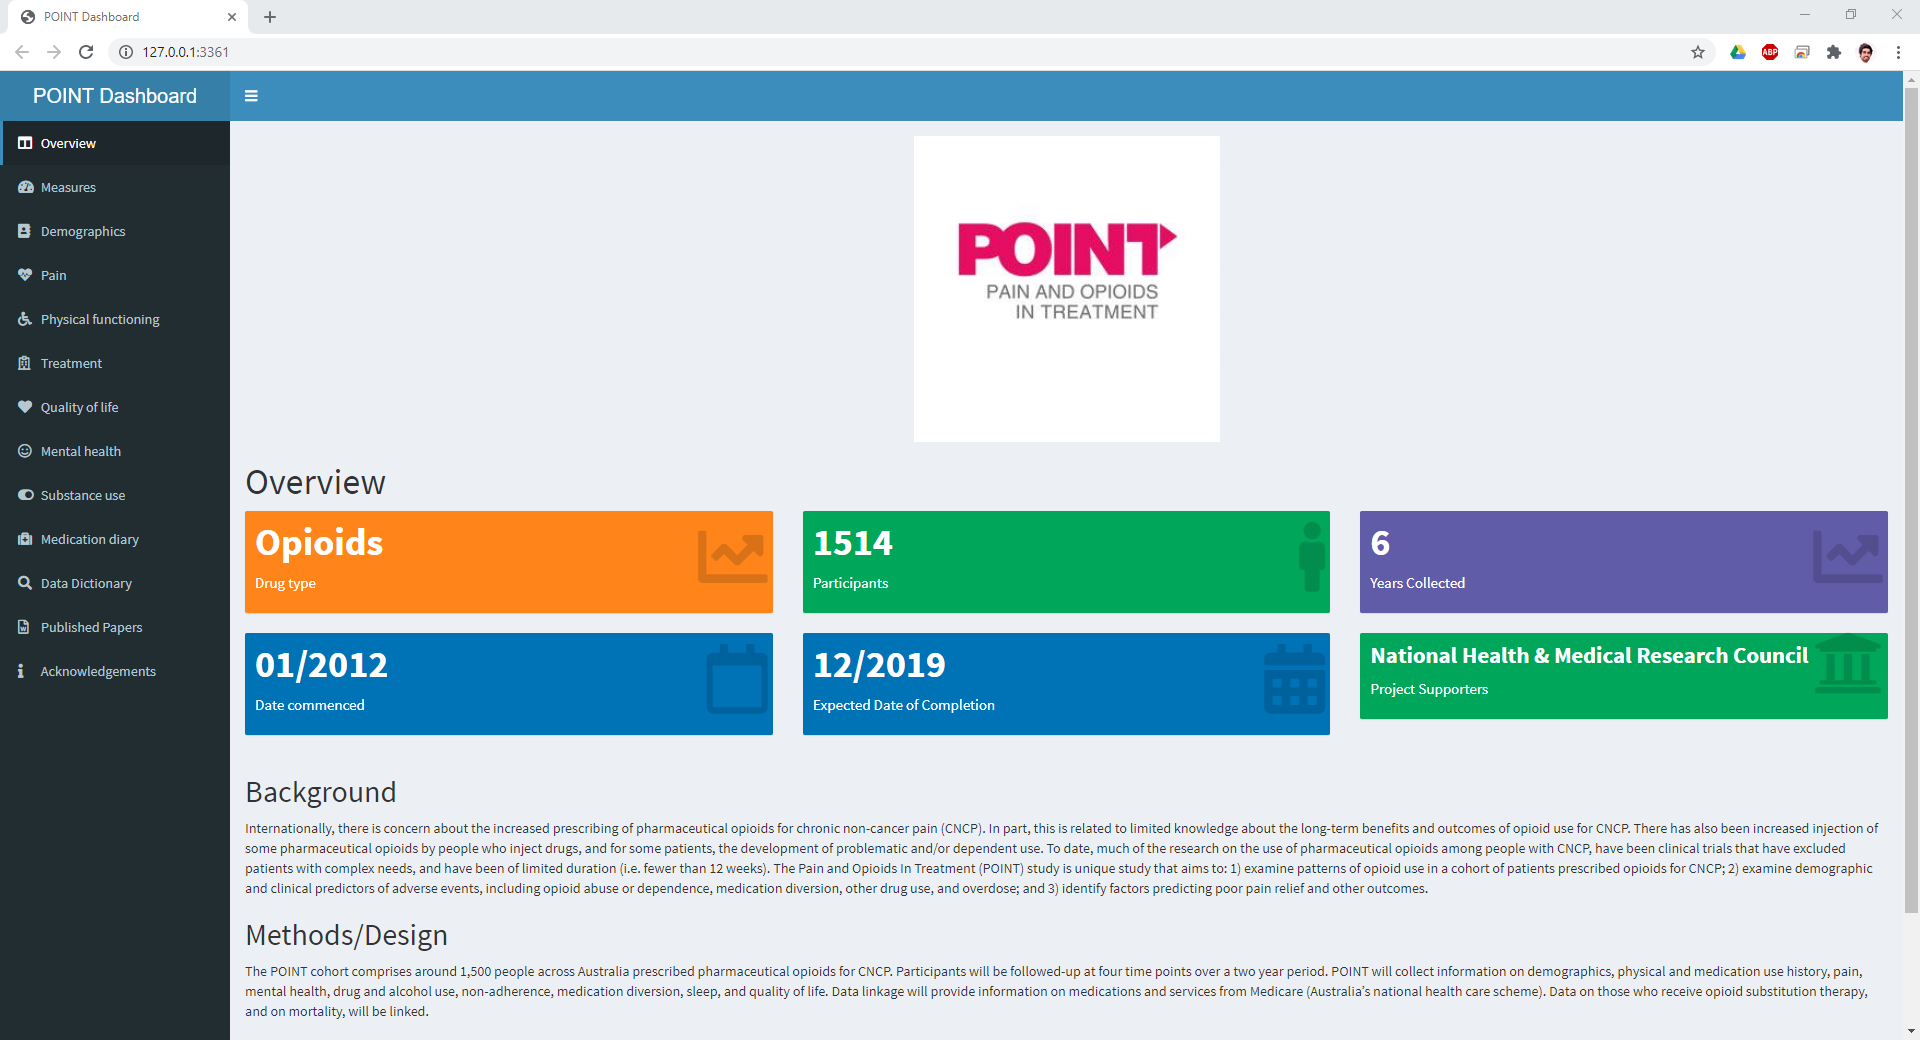 POINT Dashboard
127.0.0.1:3361
ABP
POINT Dashboard
Overview
Measures
Demographics
Pain
Physical functioning
Treatment
Quality of life
Mental health
Substance use
Medication diary
Data Dictionary
Published Papers
Acknowledgements
POINT
PAIN AND OPIOIDS
IN TREATMENT
Overview
Opioids
Drug type
1514
Participants
6
Years Collected
01/2012
Date commenced
12/2019
Expected Date of Completion
National Health & Medical Research Council
Project Supporters
Background
Internationally, there is concern about the increased prescribing of pharmaceutical opioids for chronic non-cancer pain (CNCP). In part, this is related to limited knowledge about the long-term benefits and outcomes of opioid use for CNCP. There has also been increased injection of
some pharmaceutical opioids by people who inject drugs, and for some patients, the development of problematic and/or dependent use. To date, much of the research on the use of pharmaceutical opioids among people with CNCP, have been clinical trials that have excluded
patients with complex needs, and have been of limited duration (i.e. fewer than 12 weeks). The Pain and Opioids In Treatment (POINT) study is unique study that aims to: 1) examine patterns of opioid use in a cohort of patients prescribed opioids for CNCP; 2) examine demographic
and clinical predictors of adverse events, including opioid abuse or dependence, medication diversion, other drug use, and overdose; and 3) identify factors predicting poor pain relief and other outcomes.
Methods/Design
The POINT cohort comprises around 1,500 people across Australia prescribed pharmaceutical opioids for CNCP. Participants will be followed-up at four time points over a two year period. POINT will collect information on demographics, physical and medication use history, pain,
mental health, drug and alcohol use, non-adherence, medication diversion, sleep, and quality of life. Data linkage will provide information on medications and services from Medicare (Australia's national health care scheme). Data on those who receive opioid substitution therapy,
and on mortality, will be linked.